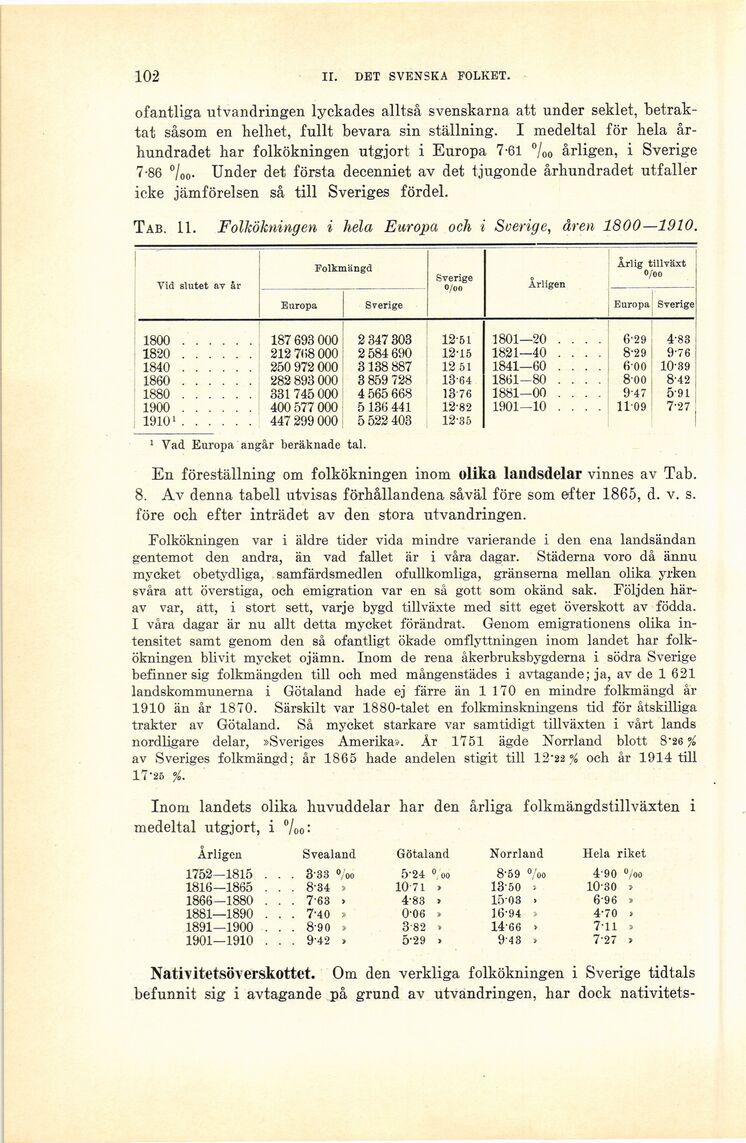 102 II. DET SVENSKA FOLKET.
ofantliga utvandringen lyckades alltså svenskarna att under seklet, betrak-
tat såsom en helhet, fullt bevara sin ställning. I medeltal för hela år-
hundradet har folkökningen utgjort i Europa 7·61 ⁰/₀₀ årligen, i Sverige
7·86 ⁰/₀₀. Under det första decenniet av det tjugonde århundradet utfaller
icke jämförelsen så till Sveriges fördel.
TAB. 11. Folkökningen i hela Europa och i Sverige, åren 1800—1910.
Vid slutet av år Folkmängd Sverige ⁰/₀₀ Årligen Årlig tillväxt ⁰/₀₀
Europa Sverige Europa Sverige
1800 . . . . . . 187 693 000 2 347 303 12·51 1801—20 . . . . 6·29 4·83
1820 . . . . . . 212 768 000 2 584 690 12·15 1821—40 . . . . 8·29 9·76
1840 . . . . . . 250 972 000 3 138 887 12 51 1841—60 . . . . 6·00 10·39
1860 . . . . . . 282 893 000 3 859 728 13·64 1861—80 . . . . 8·00 8·42
1880 . . . . . . 331 745 000 4 565 668 13 76 1881—00 . . . . 9·47 5·91
1900 . . . . . . 400 577 000 5 136 441 12·82 1901—10 . . . . 11 09 7·27
1910¹ . . . . . . 447 299 000 5 522 403 12·35
¹ Vad Europa angår beräknade tal.
En föreställning om folkökningen inom olika landsdelar vinnes av Tab.
8. Av denna tabell utvisas förhållandena såväl före som efter 1865, d. v. s.
före och efter inträdet av den stora utvandringen.
Folkökningen var i äldre tider vida mindre varierande i den ena landsändan
gentemot den andra, än vad fallet är i våra dagar. Städerna voro då ännu
mycket obetydliga, samfärdsmedlen ofullkomliga, gränserna mellan olika yrken
svåra att överstiga, och emigration var en så gott som okänd sak. Följden här-
av var, att, i stort sett, varje bygd tillväxte med sitt eget överskott av födda.
I våra dagar är nu allt detta mycket förändrat. Genom emigrationens olika in-
tensitet samt genom den så ofantligt ökade omflyttningen inom landet har folk-
ökningen blivit mycket ojämn. Inom de rena åkerbruksbygderna i södra Sverige
befinner sig folkmängden till och med mångenstädes i avtagande; ja, av de 1 621
landskommunerna i Götaland hade ej färre än 1 170 en mindre folkmängd år
1910 än år 1870. Särskilt var 1880-talet en folkminskningens tid för åtskilliga
trakter av Götaland. Så mycket starkare var samtidigt tillväxten i vårt lands
nordligare delar, »Sveriges Amerika». År 1751 ägde Norrland blott 8·26 %
av Sveriges folkmängd; år 1865 hade andelen stigit till 12·22 % och år 1914 till
17·25 %.
Inom landets olika huvuddelar har den årliga folkmängdstillväxten i
medeltal utgjort, i ⁰/₀₀:
Årligen Svealand Götaland Norrland Hela riket
1752—1815 . . . 3·33 ⁰/₀₀ 5·24 ⁰/₀₀ 8·59 ⁰/₀₀ 4·90 ⁰/₀₀
1816—1865 . . . 8·34 » 10 71 » 13·50 » 10·30 »
1866—1880 . . . 7·63 » 4·83 » 15·03 » 6·96 »
1881—1890 . . . 7·40 » 0·06 » 16·94 » 4·70 »
1891—1900 . . . 8·90 » 3 82 » 14·66 » 7·11 »
1901—1910 . . . 9·42 » 5·29 » 9·43 » 7·27 »
Nativitetsöverskottet. Om den verkliga folkökningen i Sverige tidtals
befunnit sig i avtagande på grund av utvandringen, har dock nativitets-